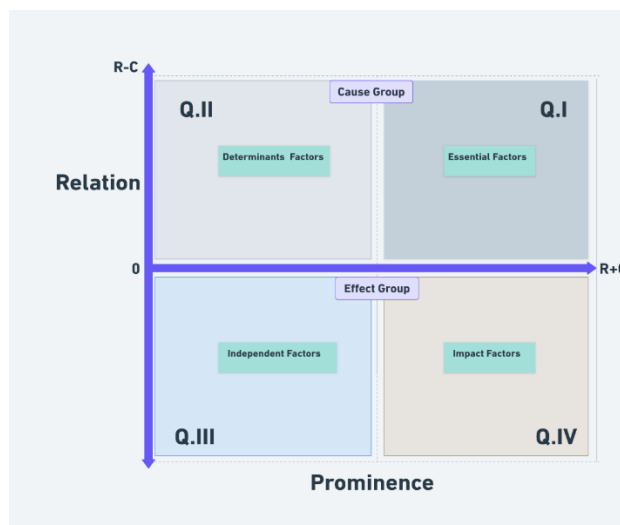 R-C
Cause Group
Q.II
Q.I
Determinants Factors
Essential Factors
Relation
0
R+
Effect Group
Independent Factors
Impact Factors
Q.III
Q.IV
Prominence